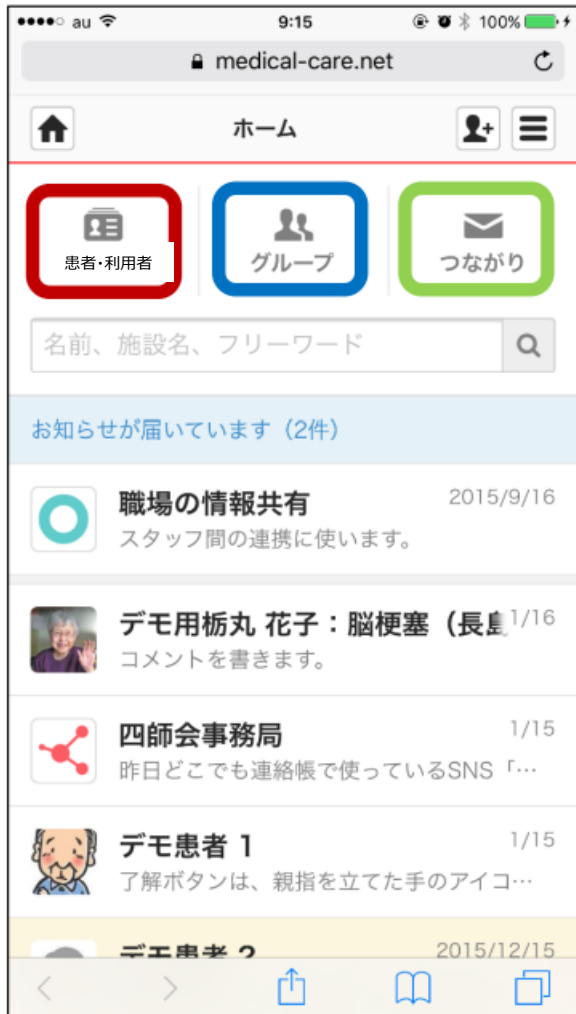 au 9:15 100%
medical-care.net
ホーム
患者・利用者 グループ つながり
名前、施設名、フリーワード
お知らせが届いています（2件）
職場の情報共有 2015/9/16
スタッフ間の連携に使います。
デモ用栃丸 花子：脳梗塞（長島 1/16
コメントを書きます。
四師会事務局 1/15
昨日どこでも連絡帳で使っているSNS「…
デモ患者 1 1/15
了解ボタンは、親指を立てた手のアイコ…
デモ患者 2 2015/12/15